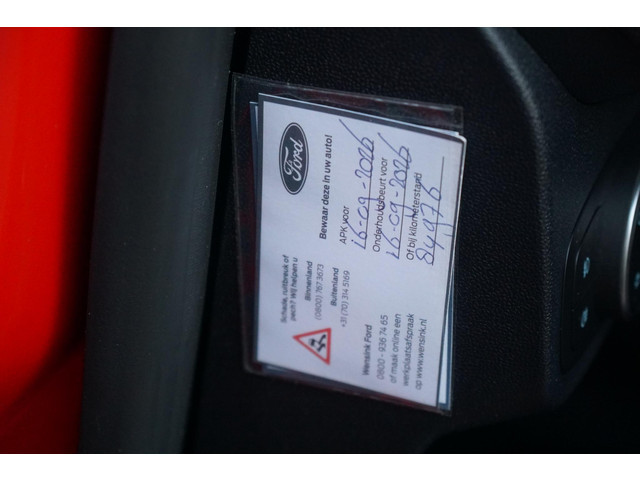 Ford
Bewaar deze in uw auto!
APK voor
16-09-2026
Onderhoudsbeurt voor
16-09-2026
Of bij kilometerstand
84976
Schade, ruitbreuk of
pech? Wij helpen u
Binnenland
(0800) 767 3673
Buitenland
+31 (70) 314 5169
Wensink Ford
0800 - 936 74 65
of maak online een
werkplaatsafspraak
op www.wensink.nl